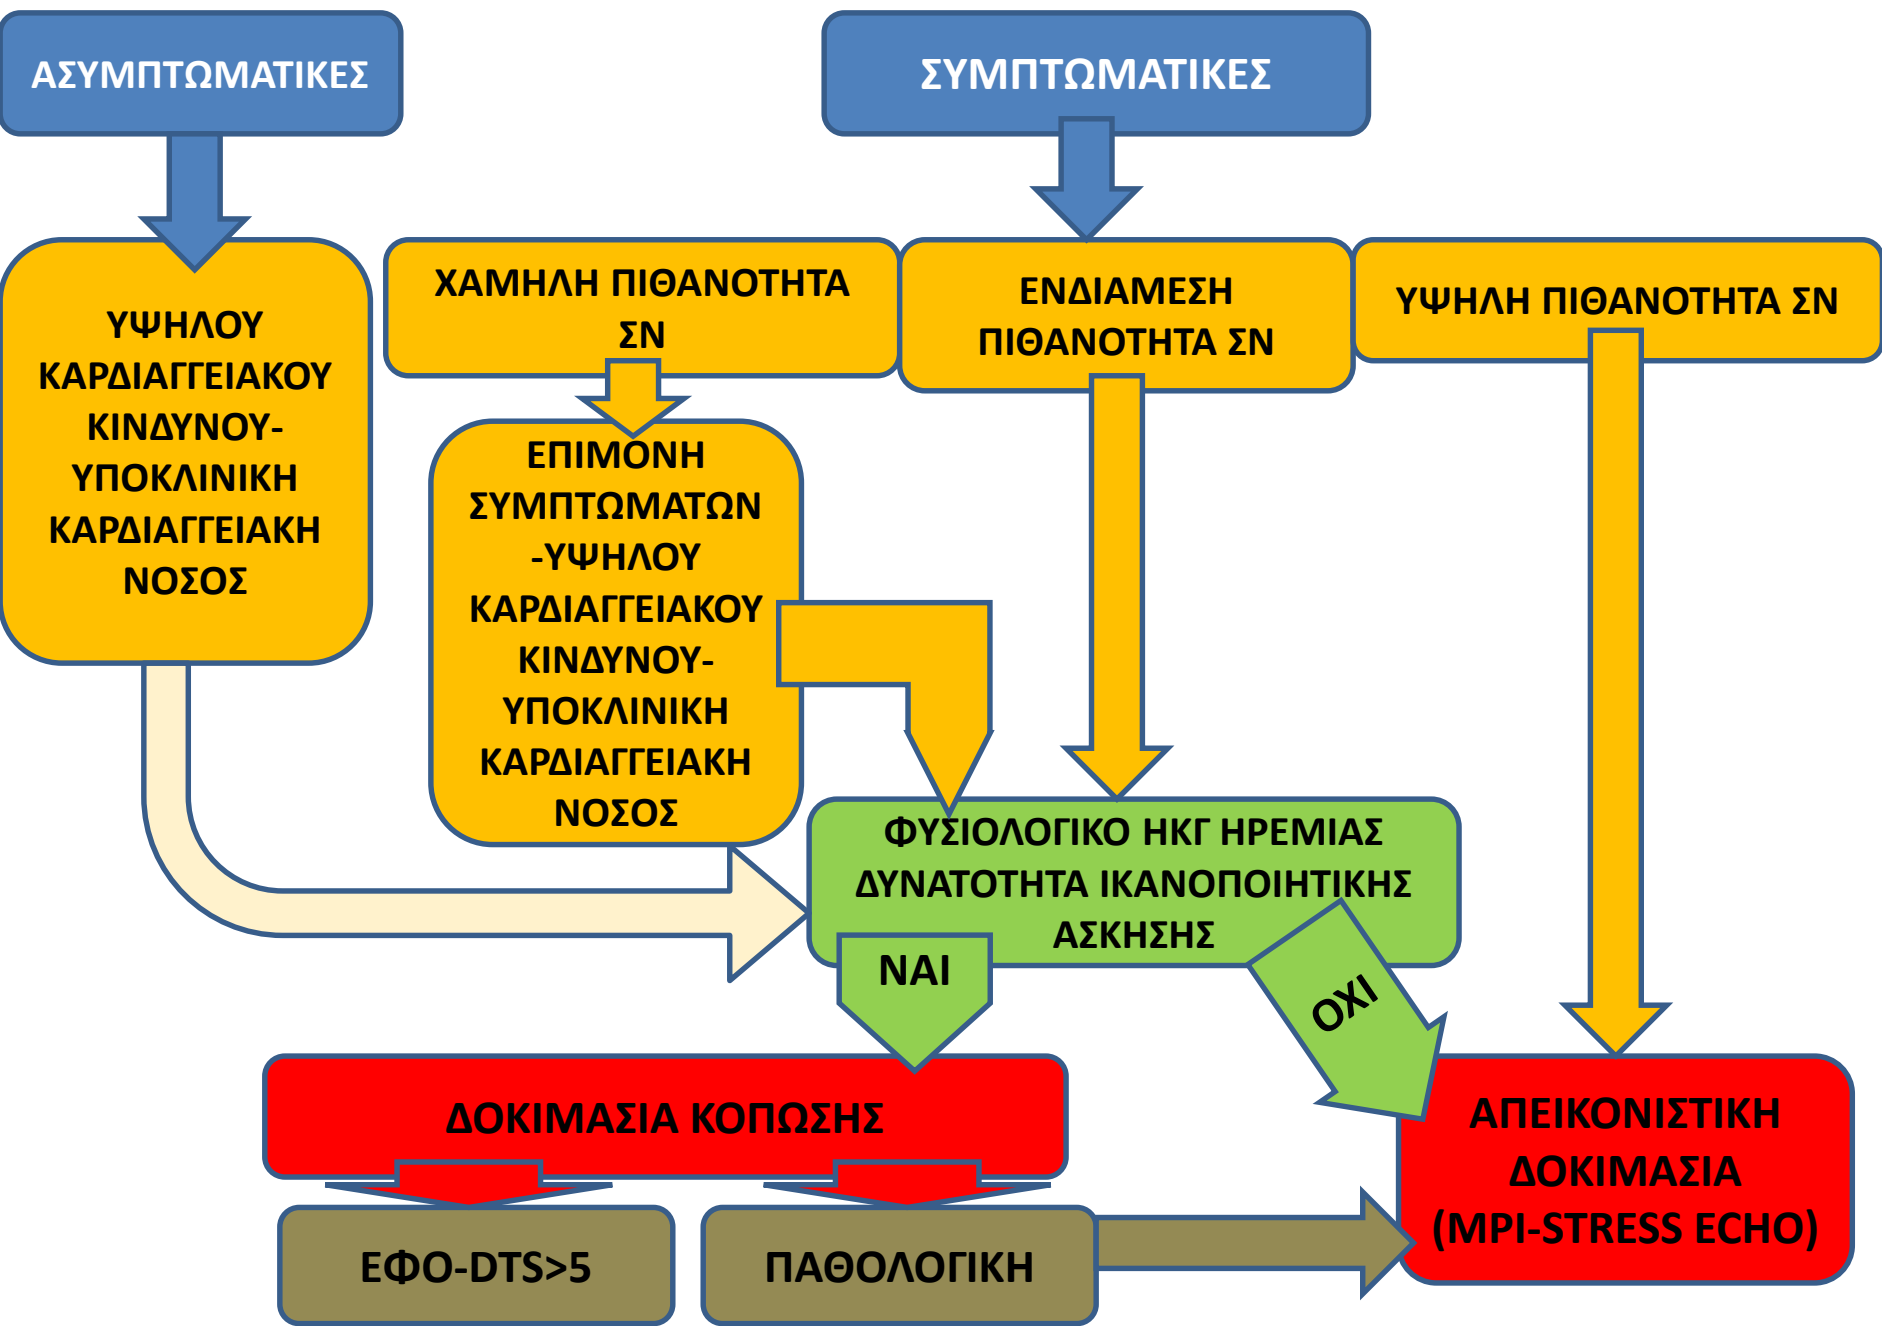 ΑΣΥΜΠΤΩΜΑΤΙΚΕΣ
ΣΥΜΠΤΩΜΑΤΙΚΕΣ
ΥΨΗΛΟΥ
ΚΑΡΔΙΑΓΓΕΙΑΚΟΥ
ΚΙΝΔΥΝΟΥ-
ΥΠΟΚΛΙΝΙΚΗ
ΚΑΡΔΙΑΓΓΕΙΑΚΗ
ΝΟΣΟΣ
ΧΑΜΗΛΗ ΠΙΘΑΝΟΤΗΤΑ
ΣΝ
ΕΝΔΙΑΜΕΣΗ
ΠΙΘΑΝΟΤΗΤΑ ΣΝ
ΥΨΗΛΗ ΠΙΘΑΝΟΤΗΤΑ ΣΝ
ΕΠΙΜΟΝΗ
ΣΥΜΠΤΩΜΑΤΩΝ
-ΥΨΗΛΟΥ
ΚΑΡΔΙΑΓΓΕΙΑΚΟΥ
ΚΙΝΔΥΝΟΥ-
ΥΠΟΚΛΙΝΙΚΗ
ΚΑΡΔΙΑΓΓΕΙΑΚΗ
ΝΟΣΟΣ
ΦΥΣΙΟΛΟΓΙΚΟ ΗΚΓ ΗΡΕΜΙΑΣ
ΔΥΝΑΤΟΤΗΤΑ ΙΚΑΝΟΠΟΙΗΤΙΚΗΣ
ΑΣΚΗΣΗΣ
ΝΑΙ
ΟΧΙ
ΔΟΚΙΜΑΣΙΑ ΚΟΠΩΣΗΣ
ΑΠΕΙΚΟΝΙΣΤΙΚΗ
ΔΟΚΙΜΑΣΙΑ
(MPI-STRESS ECHO)
ΕΦΟ-DTS>5
ΠΑΘΟΛΟΓΙΚΗ